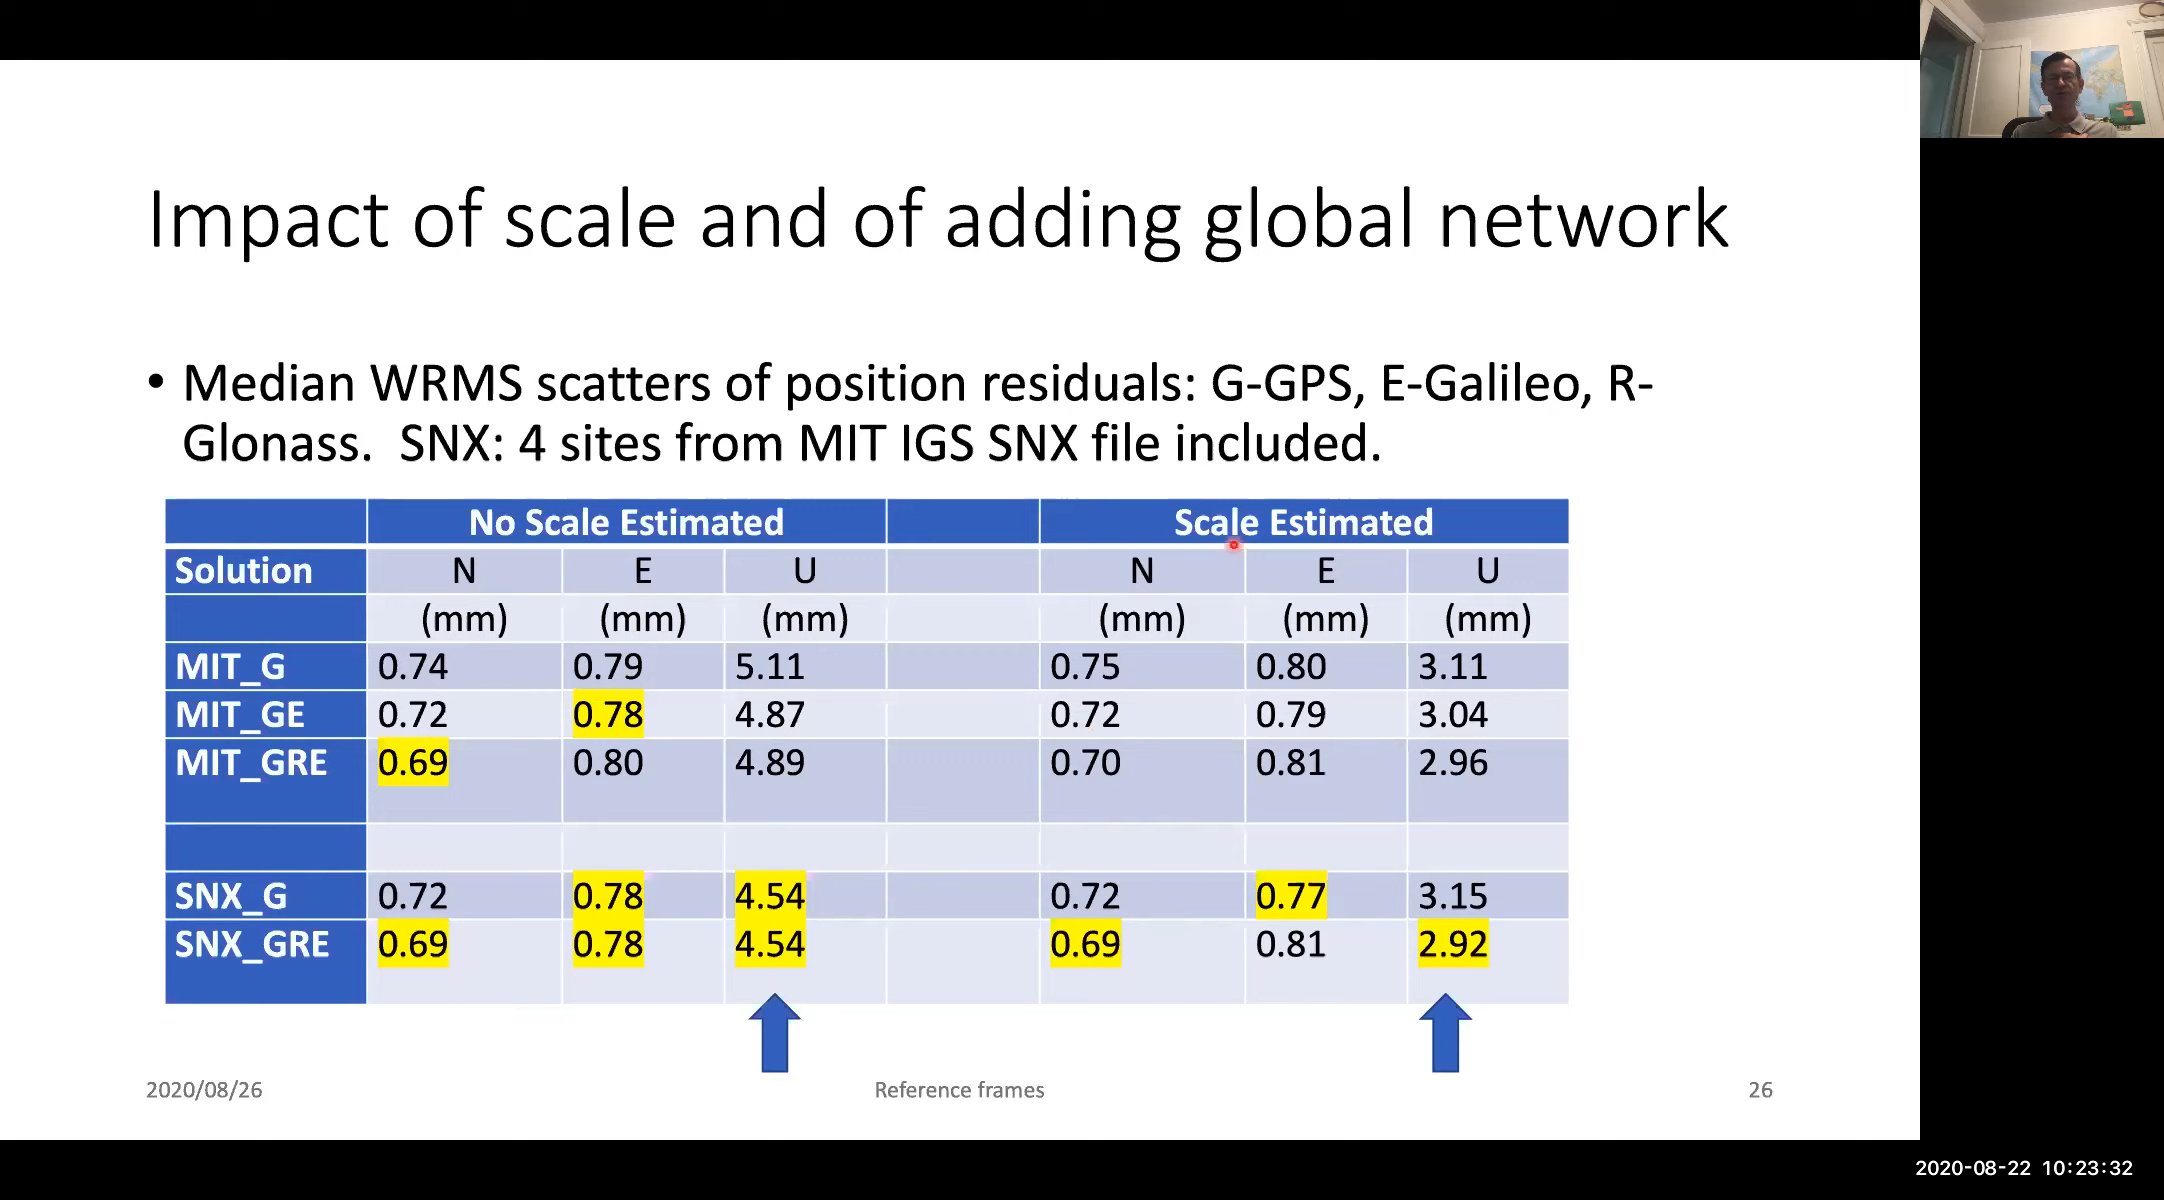 Impact of scale and of adding global network
• Median WRMS scatters of position residuals: G-GPS, E-Galileo, R-
Glonass.  SNX: 4 sites from MIT IGS SNX file included.
No Scale Estimated Scale Estimated
Solution N E U N E U
(mm) (mm) (mm) (mm) (mm) (mm)
MIT_G 0.74 0.79 5.11 0.75 0.80 3.11
MIT_GE 0.72 0.78 4.87 0.72 0.79 3.04
MIT_GRE 0.69 0.80 4.89 0.70 0.81 2.96
SNX_G 0.72 0.78 4.54 0.72 0.77 3.15
SNX_GRE 0.69 0.78 4.54 0.69 0.81 2.92
2020/08/26 Reference frames 26
2020-08-22 10:23:32